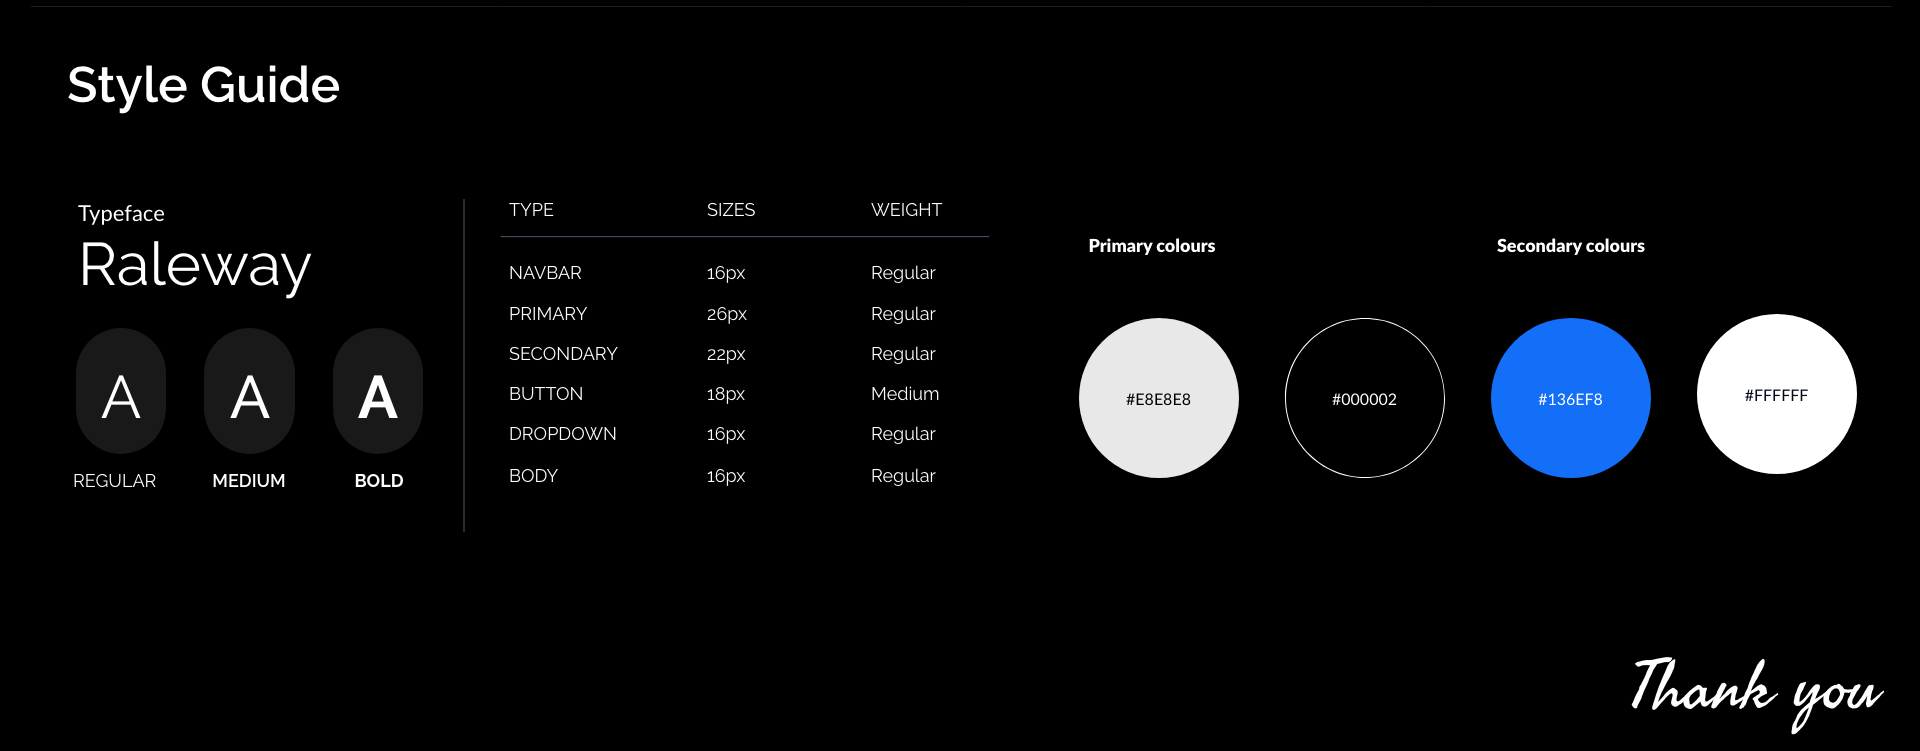 Style Guide
Typeface
Raleway
A A A
REGULAR MEDIUM BOLD
TYPE SIZES WEIGHT
NAVBAR 16px Regular
PRIMARY 26px Regular
SECONDARY 22px Regular
BUTTON 18px Medium
DROPDOWN 16px Regular
BODY 16px Regular
Primary colours
#E8E8E8 #000002
Secondary colours
#136EF8 #FFFFFF
Thank you